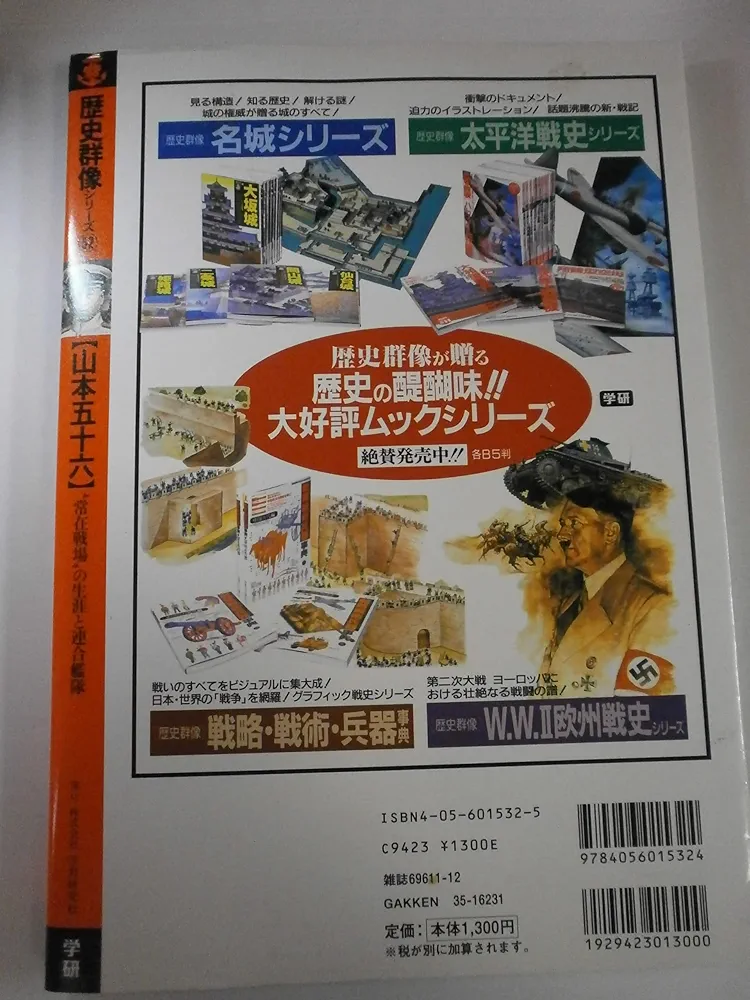 歴史群像シリーズ
【山本五十六】"常在戦場"の生涯と連合艦隊
学研
見る構造!知る歴史!解ける謎!
城の権威が贈る城のすべて!
歴史群像 名城シリーズ
衝撃のドキュメント!
迫力のイラストレーション!話題沸騰の新・戦記
歴史群像 太平洋戦史シリーズ
大坂城
仙台城
歴史群像が贈る
歴史の醍醐味!!
大好評ムックシリーズ
絶賛発売中!! 各B5判
学研
戦いのすべてをビジュアルに集大成!
日本・世界の「戦争」を網羅!グラフィック戦史シリーズ
歴史群像 戦略・戦術・兵器事典
第二次大戦 ヨーロッパに
おける壮絶なる戦闘の譜!
歴史群像 W.W.II欧州戦史シリーズ
ISBN4-05-601532-5
C9423 ¥1300E
雑誌69611-12
GAKKEN 35-16231
定価:本体1,300円
※税が別に加算されます。
9784056015324
1929423013000